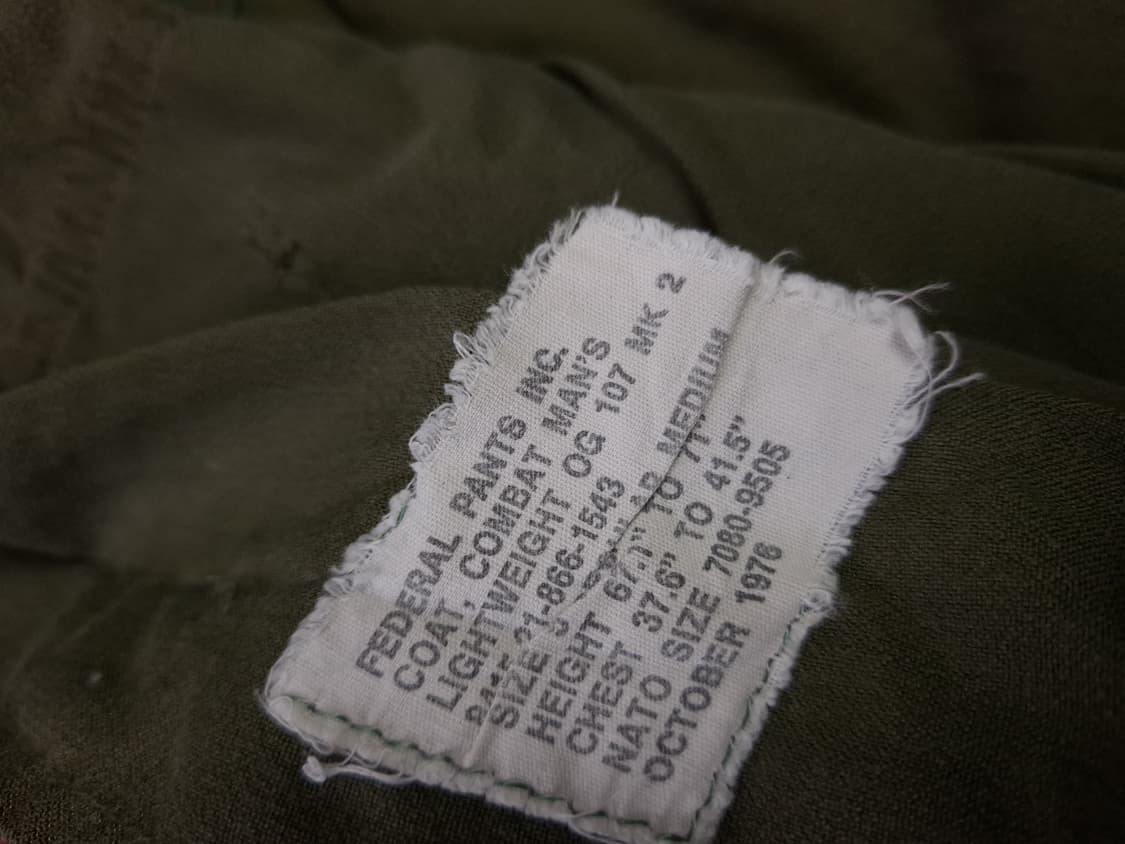 FEDERAL PANTS INC.
COAT, COMBAT MAN'S
LIGHTWEIGHT OG 107 MK 2
21-866-1543
SIZE MEDIUM
HEIGHT TO 71"
CHEST 37.6" TO 41.5"
NATO SIZE 7080-9505
OCTOBER 1976